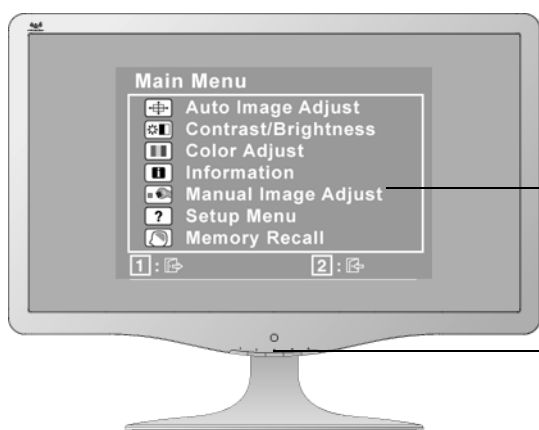 Main Menu
Auto Image Adjust
Contrast/Brightness
Color Adjust
Information
Manual Image Adjust
? Setup Menu
Memory Recall
1 : 2 :